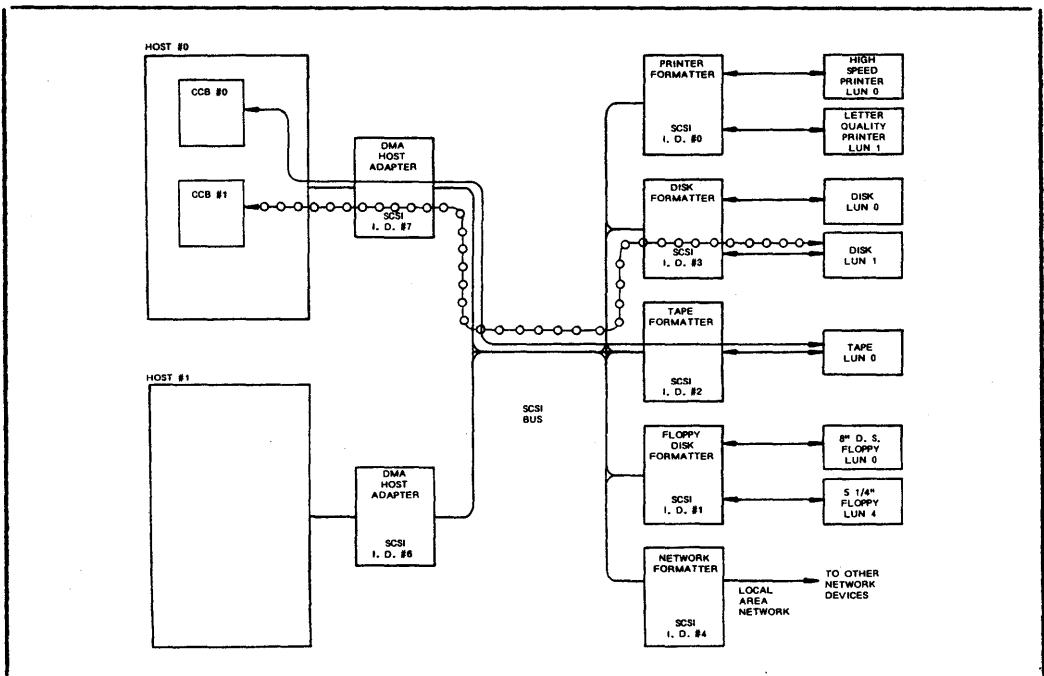 HOST #0
CCB #0
CCB #1
DMA
HOST
ADAPTER
SCSI
I. D. #7
HOST #1
DMA
HOST
ADAPTER
SCSI
I. D. #6
SCSI
BUS
PRINTER
FORMATTER
SCSI
I. D. #0
HIGH
SPEED
PRINTER
LUN 0
LETTER
QUALITY
PRINTER
LUN 1
DISK
FORMATTER
SCSI
I. D. #3
DISK
LUN 0
DISK
LUN 1
TAPE
FORMATTER
SCSI
I. D. #2
TAPE
LUN 0
FLOPPY
DISK
FORMATTER
SCSI
I. D. #1
8" D. S.
FLOPPY
LUN 0
5 1/4"
FLOPPY
LUN 4
NETWORK
FORMATTER
SCSI
I. D. #4
LOCAL
AREA
NETWORK
TO OTHER
NETWORK
DEVICES